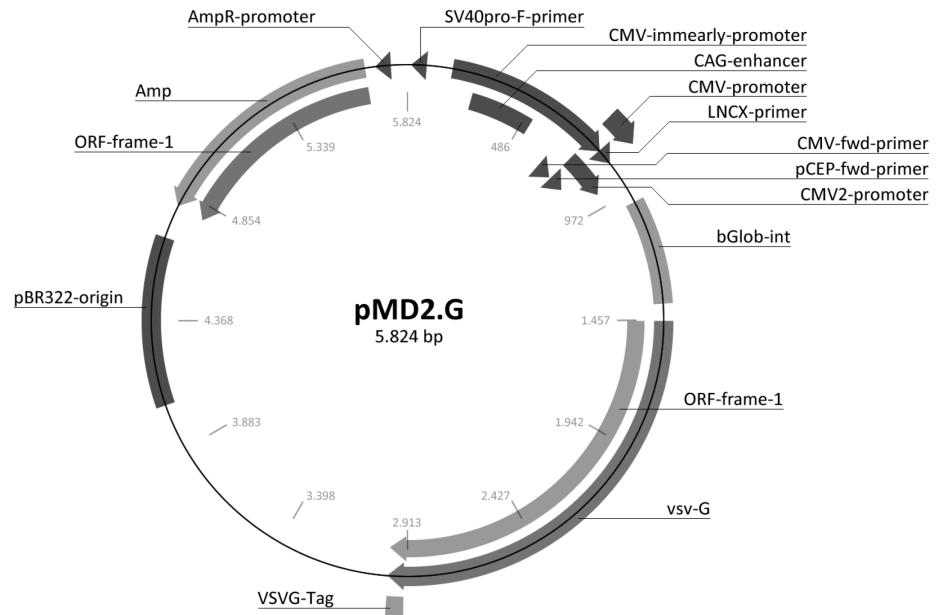 AmpR-promoter
SV40pro-F-primer
CMV-immearly-promoter
CAG-enhancer
CMV-promoter
LNCX-primer
CMV-fwd-primer
pCEP-fwd-primer
CMV2-promoter
bGlob-int
Amp
ORF-frame-1
pBR322-origin
5.824
486
972
1.457
1.942
2.427
2.913
3.398
3.883
4.368
4.854
5.339
pMD2.G
5.824 bp
ORF-frame-1
vsv-G
VSVG-Tag